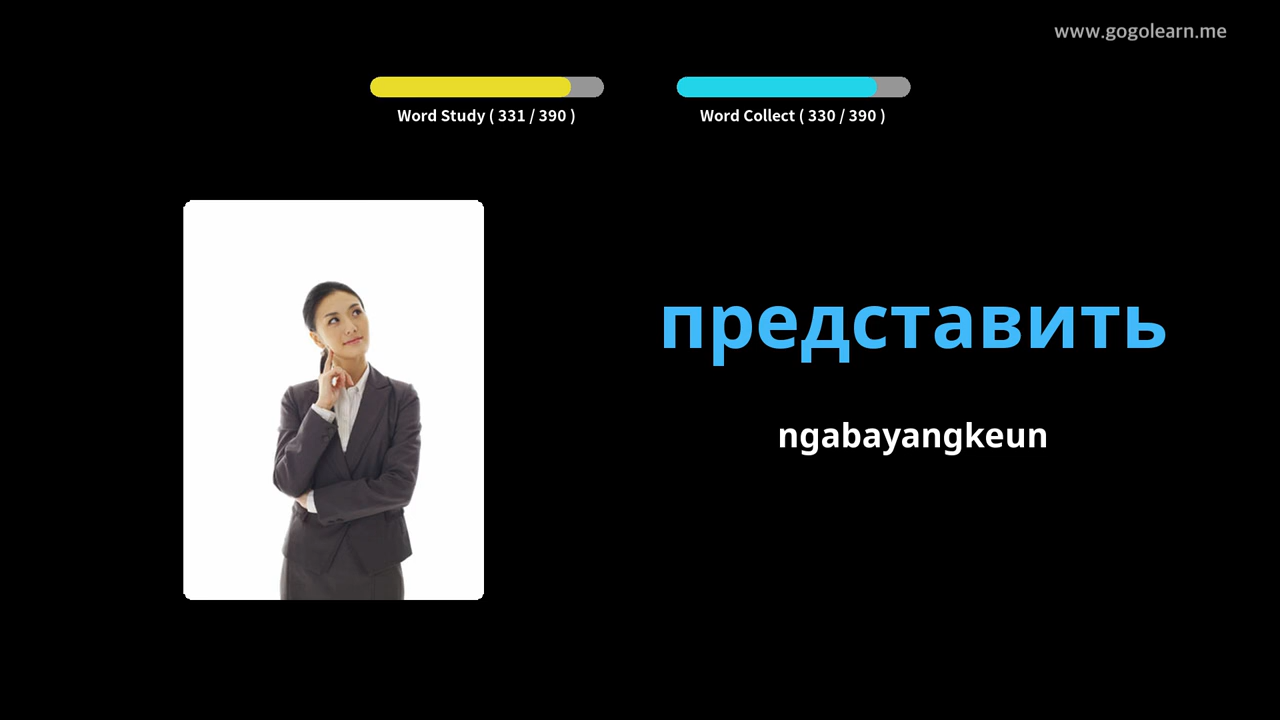 www.gogolearn.me
Word Study ( 331 / 390 )
Word Collect ( 330 / 390 )
представить
ngabayangkeun